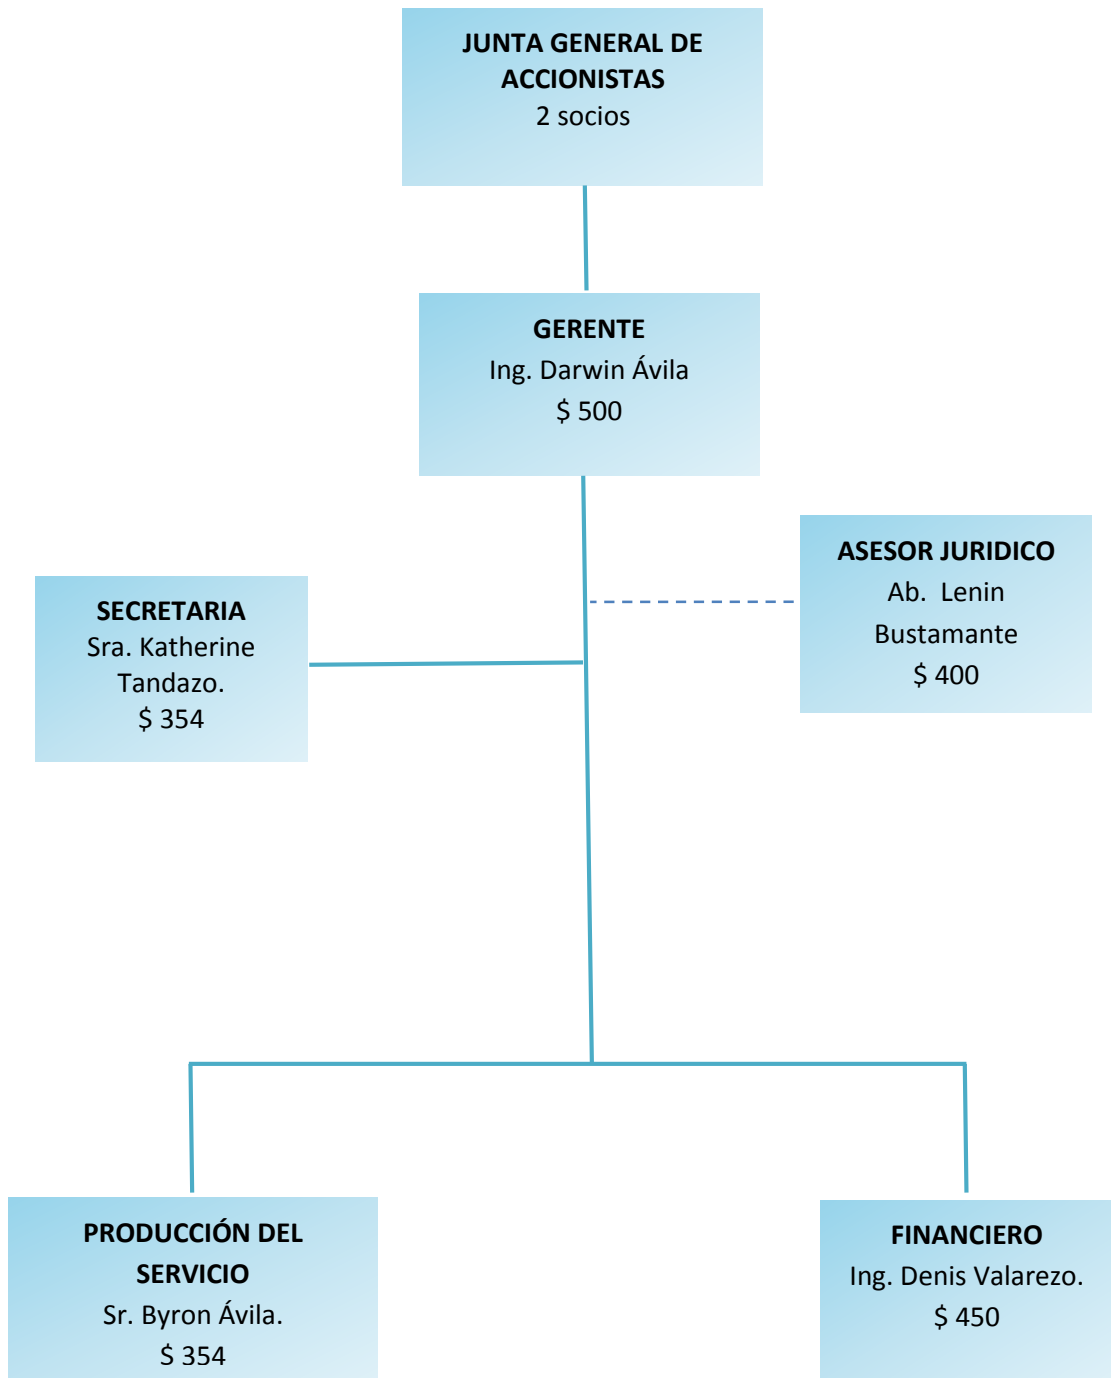 JUNTA GENERAL DE
ACCIONISTAS
2 socios
GERENTE
Ing. Darwin Ávila
$ 500
ASESOR JURIDICO
Ab. Lenin
Bustamante
$ 400
SECRETARIA
Sra. Katherine
Tandazo.
$ 354
PRODUCCIÓN DEL
SERVICIO
Sr. Byron Ávila.
$ 354
FINANCIERO
Ing. Denis Valarezo.
$ 450